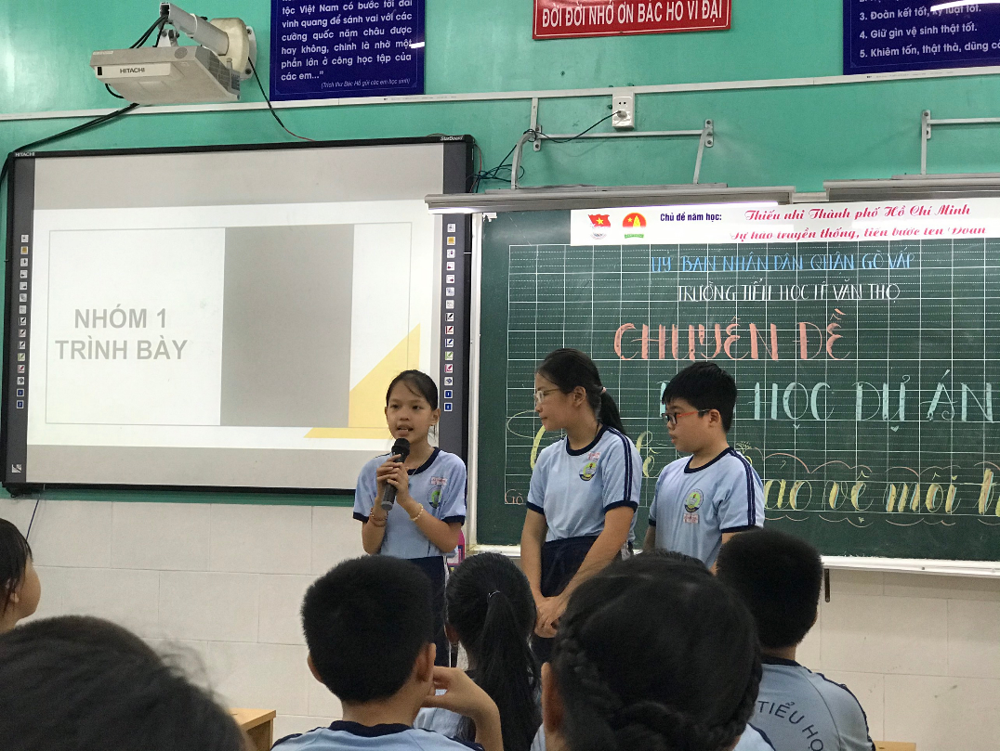 tộc Việt Nam có bước tới đài
vinh quang để sánh vai với các
cường quốc năm châu được
hay không, chính là nhờ một
phần lớn ở công học tập của
các em..."
(Trích thư Bác Hồ gửi các em học sinh)
ĐỜI ĐỜI NHỚ ƠN BÁC HỒ VĨ ĐẠI
3. Đoàn kết tốt, kỷ luật tốt.
4. Giữ gìn vệ sinh thật tốt.
5. Khiêm tốn, thật thà, dũng
HITACHI
HITACHI
StarBoard
NHÓM 1
TRÌNH BÀY
Chủ đề năm học:
Thiếu nhi Thành phố Hồ Chí Minh
Tự hào truyền thống, tiến bước lên Đoàn
UỶ BAN NHÂN DÂN QUẬN GÒ VẤP
TRƯỜNG TIỂU HỌC LÊ VĂN THỌ
CHUYÊN ĐỀ
HỌC DỰ ÁN
bảo vệ môi
Gò
TIỂU HỌ